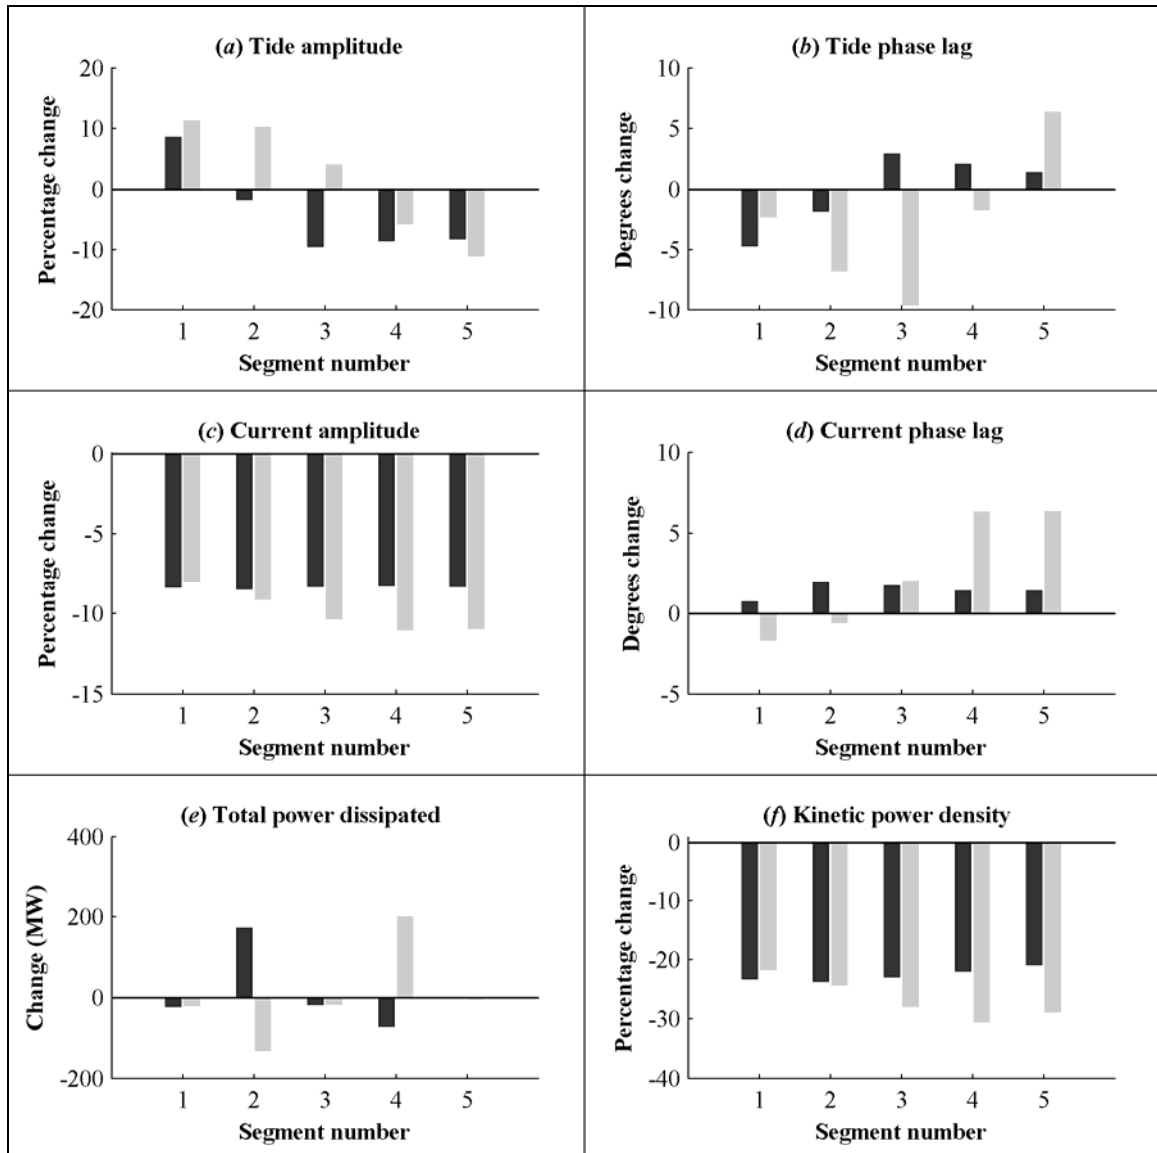 (a) Tide amplitude
Percentage change
20
10
0
-10
-20
1 2 3 4 5
Segment number
(b) Tide phase lag
Degrees change
10
5
0
-5
-10
1 2 3 4 5
Segment number
(c) Current amplitude
Percentage change
0
-5
-10
-15
1 2 3 4 5
Segment number
(d) Current phase lag
Degrees change
10
5
0
-5
1 2 3 4 5
Segment number
(e) Total power dissipated
Change (MW)
400
200
0
-200
1 2 3 4 5
Segment number
(f) Kinetic power density
Percentage change
0
-10
-20
-30
-40
1 2 3 4 5
Segment number